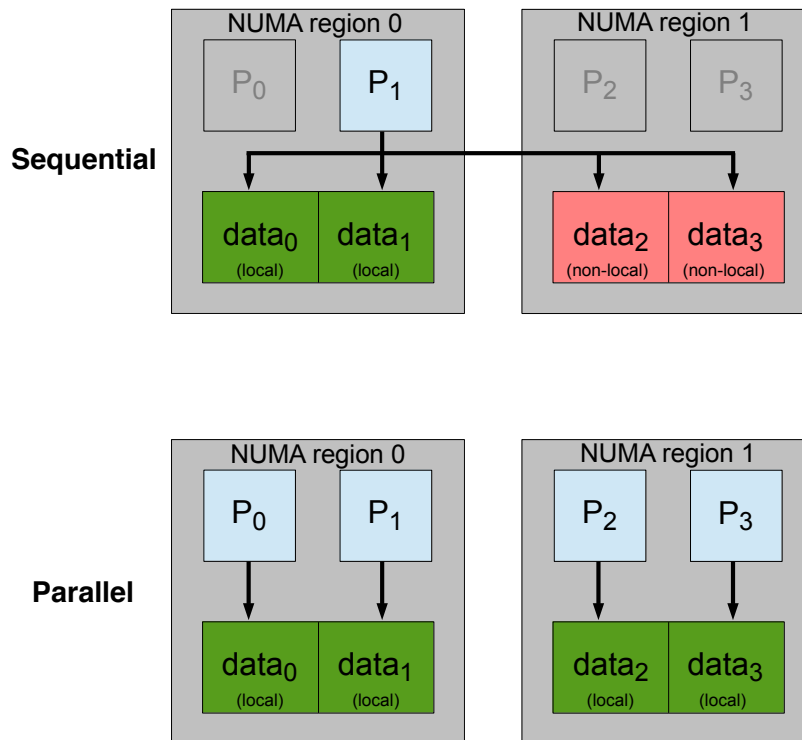 NUMA region 0
NUMA region 1
P₀
P₁
P₂
P₃
Sequential
data₀
data₁
data₂
data₃
(local)
(local)
(non-local)
(non-local)
NUMA region 0
NUMA region 1
P₀
P₁
P₂
P₃
Parallel
data₀
data₁
data₂
data₃
(local)
(local)
(local)
(local)